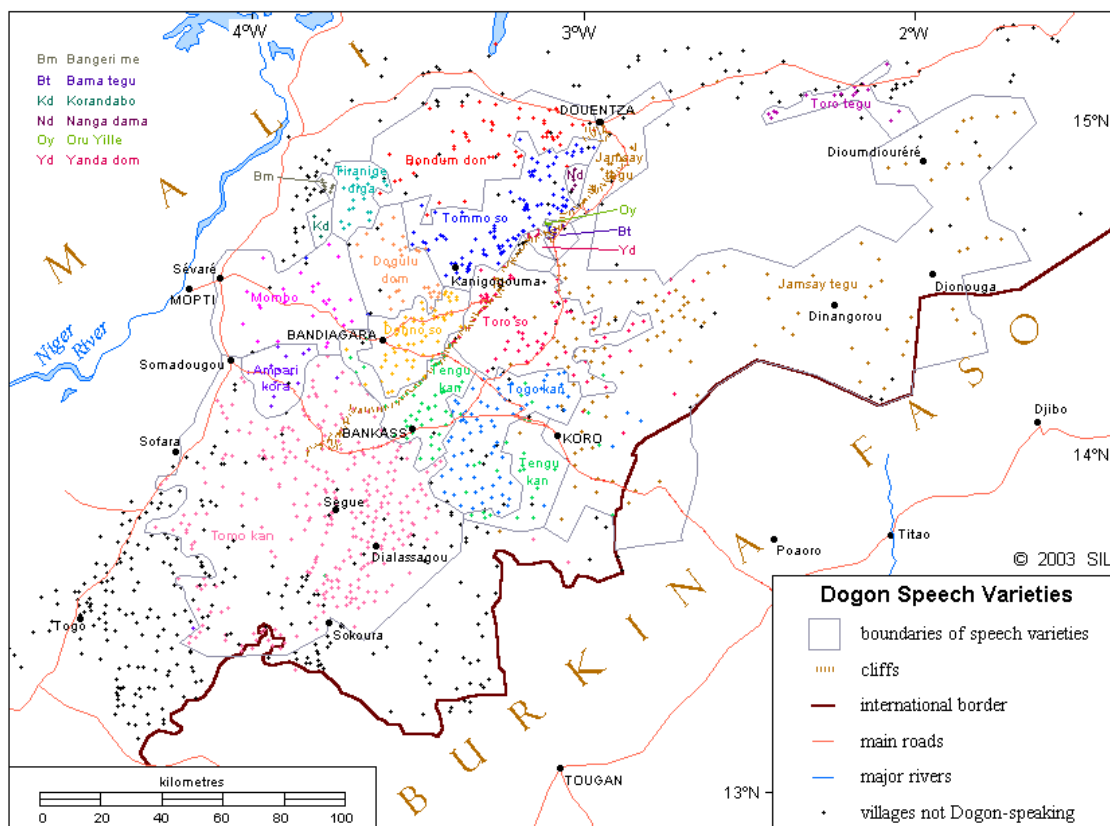 4°W
3°W
2°W
Bm Bangeri me
Bt Bama tegu
Kd Korandabo
Nd Nanga dama
Oy Oru Yille
Yd Yanda dom
M A L I
DOUENTZA
Toro tegu
15°N
Bondum don
Jamsay
tegu
Dioumdiouréré
Bm
Tiranige
diga
Nd
Kd
Tommo so
Oy
Bt
Yd
Dogulu
dom
Sévaré
MOPTI
Kanigogouma
Mombo
Jamsay tegu
Dionouga
Dinangorou
Niger
River
BANDIAGARA
Donno so
Toro so
Somadougou
Ampari
kora
Tengu
kan
Togo kan
Djibo
BANKASS
KORO
Sofara
14°N
Tengu
kan
Segue
Tomo kan
Dialassagou
Poaoro
Titao
© 2003 SIL
Togo
Sokoura
BURKINA FASO
TOUGAN
13°N
kilometres
0 20 40 60 80 100
Dogon Speech Varieties
boundaries of speech varieties
cliffs
international border
main roads
major rivers
villages not Dogon-speaking